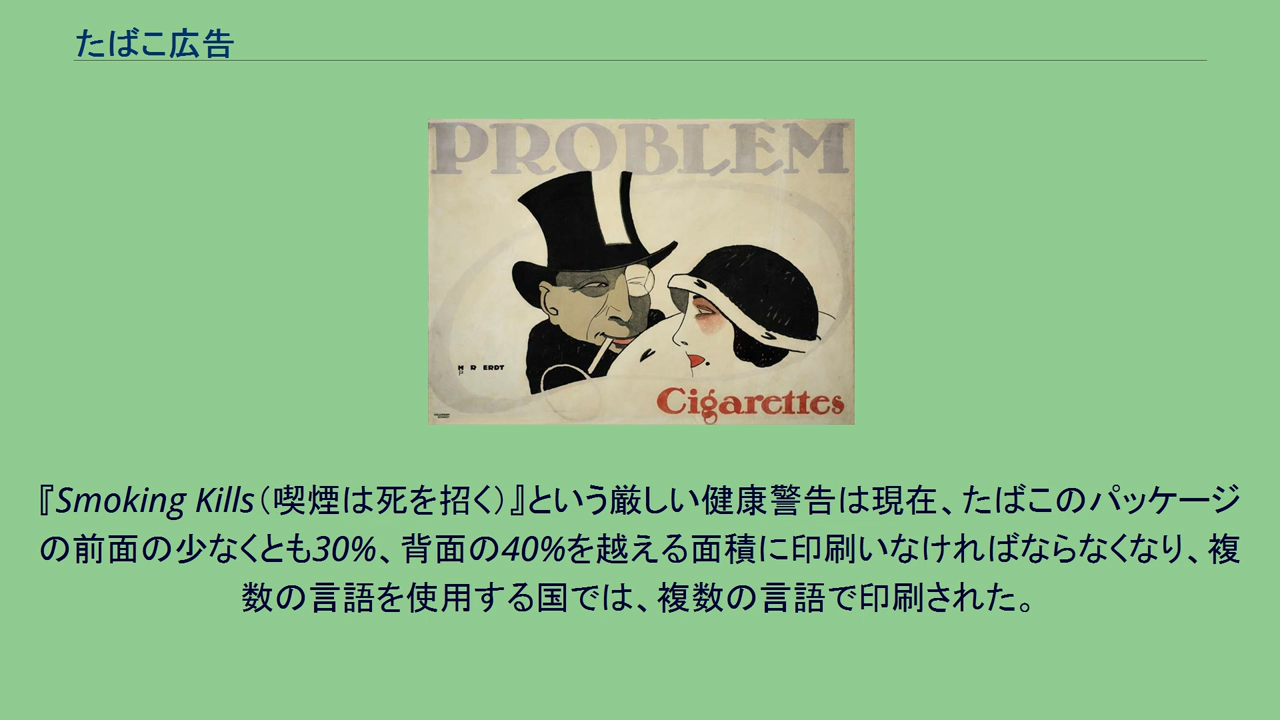 たばこ広告
PROBLEM
H R ERDT
Cigarettes
『Smoking Kills（喫煙は死を招く）』という厳しい健康警告は現在、たばこのパッケージ
の前面の少なくとも30%、背面の40%を越える面積に印刷いなければならなくなり、複
数の言語を使用する国では、複数の言語で印刷された。